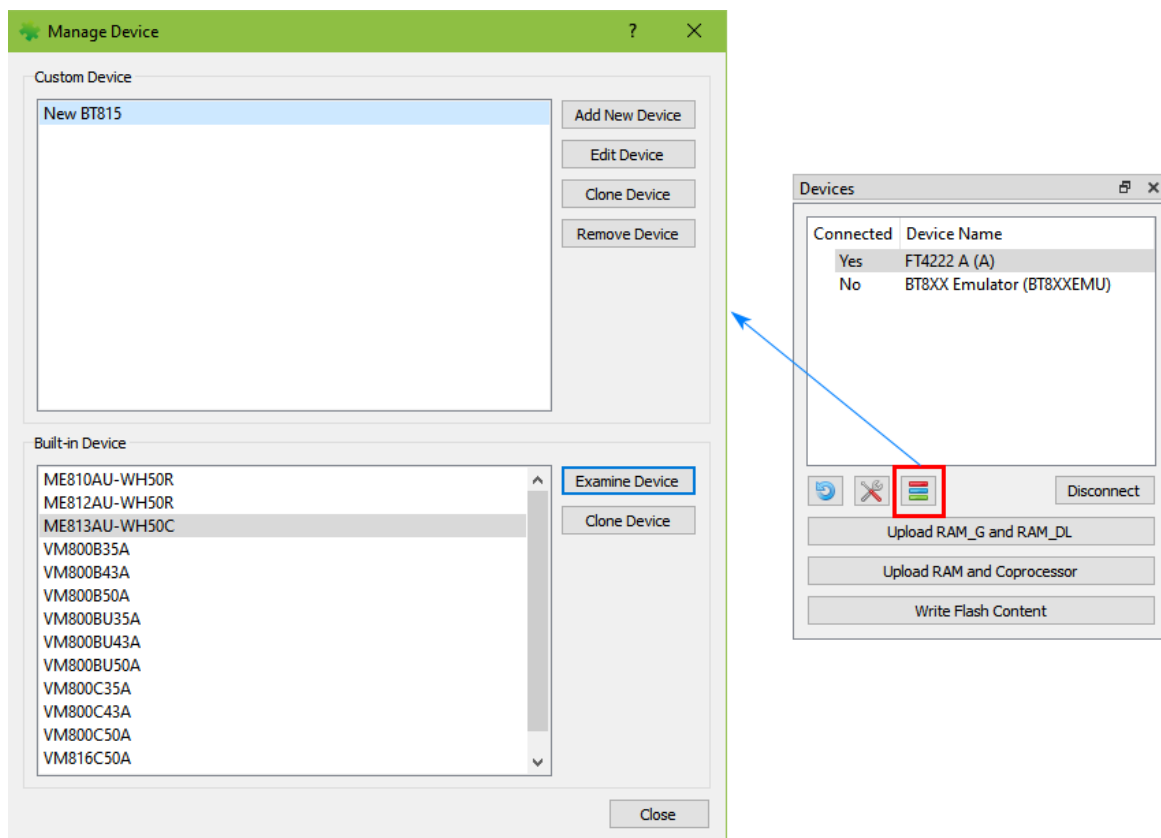 Manage Device
?
Custom Device
New BT815
Add New Device
Edit Device
Clone Device
Remove Device
Built-in Device
ME810AU-WH50R
ME812AU-WH50R
ME813AU-WH50C
VM800B35A
VM800B43A
VM800B50A
VM800BU35A
VM800BU43A
VM800BU50A
VM800C35A
VM800C43A
VM800C50A
VM816C50A
Examine Device
Clone Device
Close
Devices
Connected Device Name
Yes FT4222 A (A)
No BT8XX Emulator (BT8XXEMU)
Disconnect
Upload RAM_G and RAM_DL
Upload RAM and Coprocessor
Write Flash Content